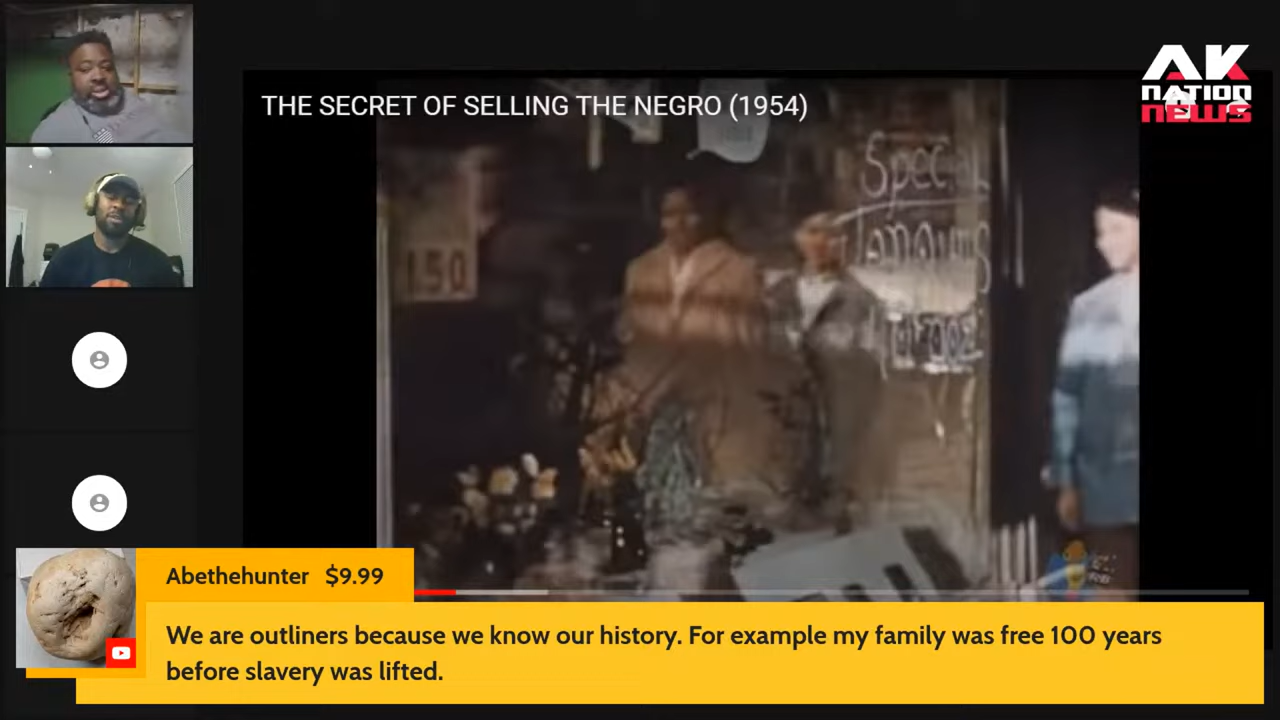 THE SECRET OF SELLING THE NEGRO (1954)
AK
NATION
NEWS
150
Abethehunter $9.99
We are outliners because we know our history. For example my family was free 100 years
before slavery was lifted.